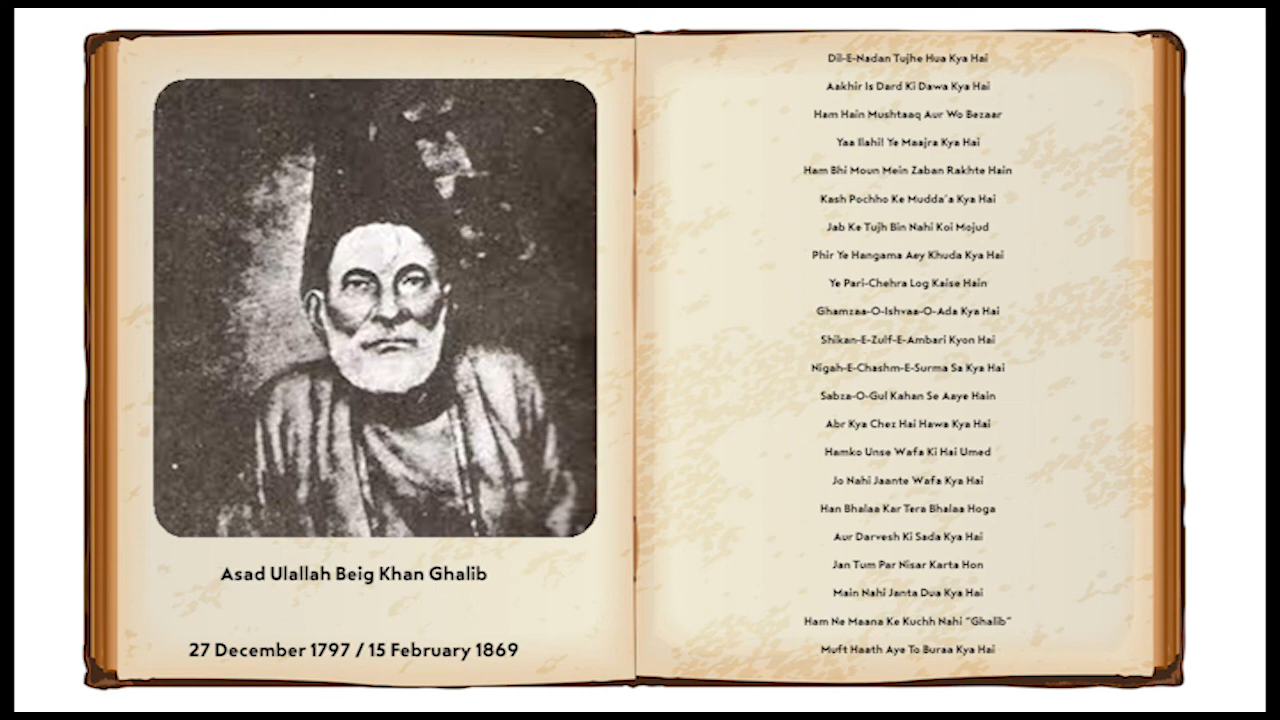 Asad Ulallah Beig Khan Ghalib
27 December 1797 / 15 February 1869
Dil-E-Nadan Tujhe Hua Kya Hai
Aakhir Is Dard Ki Dawa Kya Hai
Ham Hain Mushtaaq Aur Wo Bezaar
Yaa Ilahi! Ye Maajra Kya Hai
Ham Bhi Moun Mein Zaban Rakhte Hain
Kash Pochho Ke Mudda'a Kya Hai
Jab Ke Tujh Bin Nahi Koi Mojud
Phir Ye Hangama Aey Khuda Kya Hai
Ye Pari-Chehra Log Kaise Hain
Ghamzaa-O-Ishvaa-O-Ada Kya Hai
Shikan-E-Zulf-E-Ambari Kyon Hai
Nigah-E-Chashm-E-Surma Sa Kya Hai
Sabza-O-Gul Kahan Se Aaye Hain
Abr Kya Chez Hai Hawa Kya Hai
Hamko Unse Wafa Ki Hai Umed
Jo Nahi Jaante Wafa Kya Hai
Han Bhalaa Kar Tera Bhalaa Hoga
Aur Darvesh Ki Sada Kya Hai
Jan Tum Par Nisar Karta Hon
Main Nahi Janta Dua Kya Hai
Ham Ne Maana Ke Kuchh Nahi "Ghalib"
Muft Haath Aye To Buraa Kya Hai